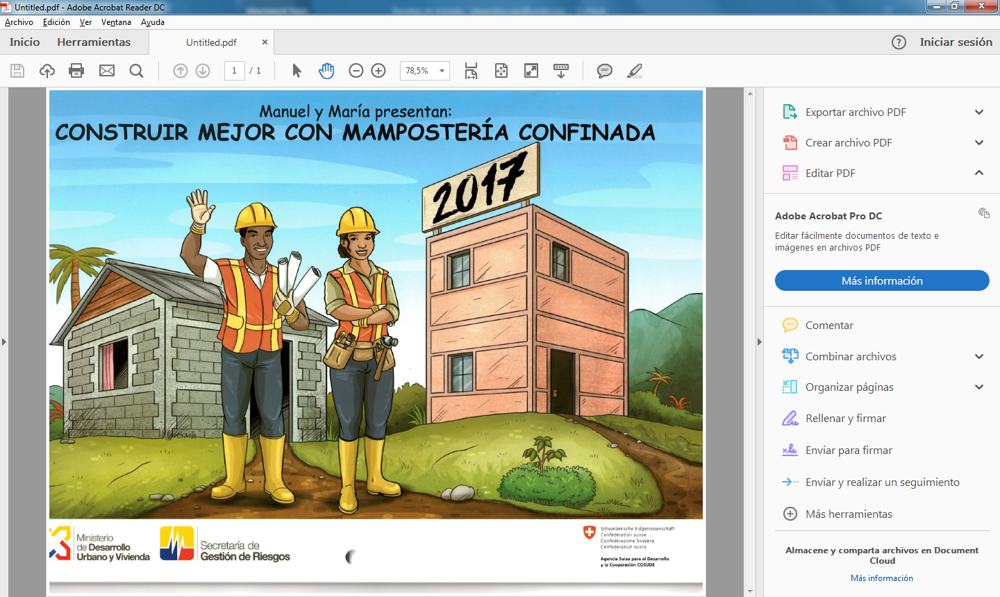 Untitled.pdf - Adobe Acrobat Reader DC
Archivo Edición Ver Ventana Ayuda
Inicio Herramientas Untitled.pdf × ? Iniciar sesión
1 / 1 78,5%
Manuel y María presentan:
CONSTRUIR MEJOR CON MAMPOSTERÍA CONFINADA
2017
Ministerio
de Desarrollo
Urbano y Vivienda
Secretaría de
Gestión de Riesgos
Schweizerische Eidgenossenschaft
Confédération suisse
Confederazione Svizzera
Confederaziun svizra
Agencia Suiza para el Desarrollo
y la Cooperación COSUDE
Exportar archivo PDF
Crear archivo PDF
Editar PDF
Adobe Acrobat Pro DC
Editar fácilmente documentos de texto e
imágenes en archivos PDF
Más información
Comentar
Combinar archivos
Organizar páginas
Rellenar y firmar
Enviar para firmar
Enviar y realizar un seguimiento
Más herramientas
Almacene y comparta archivos en Document
Cloud
Más información